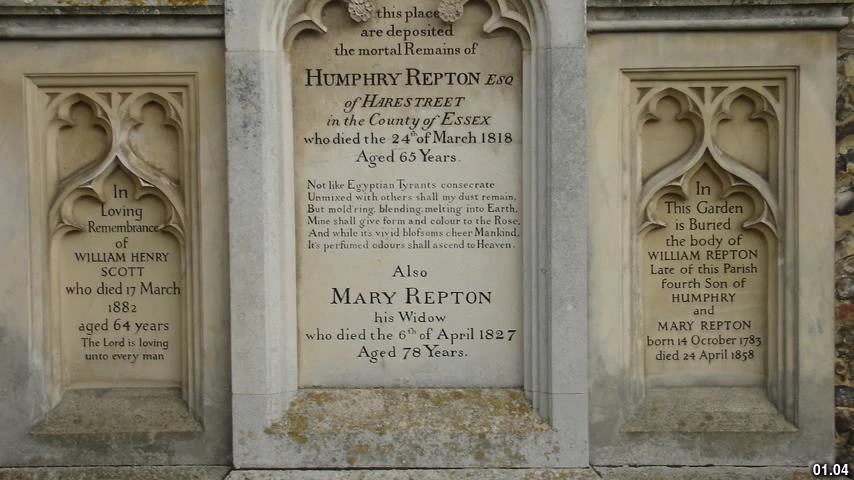 In
Loving
Remembrance
of
WILLIAM HENRY
SCOTT
who died 17 March
1882
aged 64 years
The Lord is loving
unto every man
this place
are deposited
the mortal Remains of
HUMPHRY REPTON ESQ
of HARESTREET
in the County of ESSEX
who died the 24th of March 1818
Aged 65 Years.
Not like Egyptian Tyrants consecrate
Unmixed with others shall my dust remain,
But mold'ring, blending, melting into Earth,
Mine shall give form and colour to the Rose,
And while it's vivid blossoms cheer Mankind,
It's perfumed odours shall ascend to Heaven.
Also
MARY REPTON
his Widow
who died the 6th of April 1827
Aged 78 Years.
In
This Garden
is Buried
the body of
WILLIAM REPTON
Late of this Parish
fourth Son of
HUMPHRY
and
MARY REPTON
born 14 October 1783
died 24 April 1858
01.04